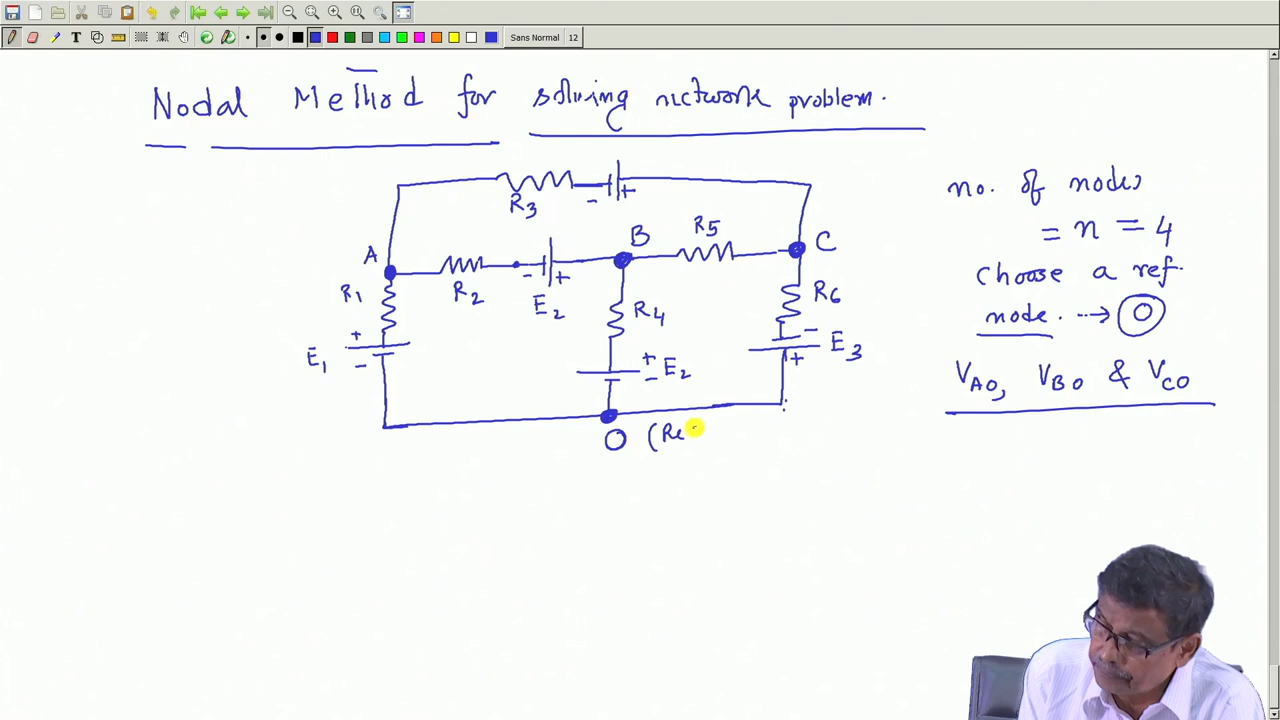 Sans Normal 12
Nodal Method for solving network problem.
R3
- +
A
R2
- +
E2
B
R5
C
R1
+
-
E1
R4
+
-
E2
R6
-
+
E3
O (Re
no. of nodes
= n = 4
choose a ref.
node. --→ O
VAO, VBO & VCO